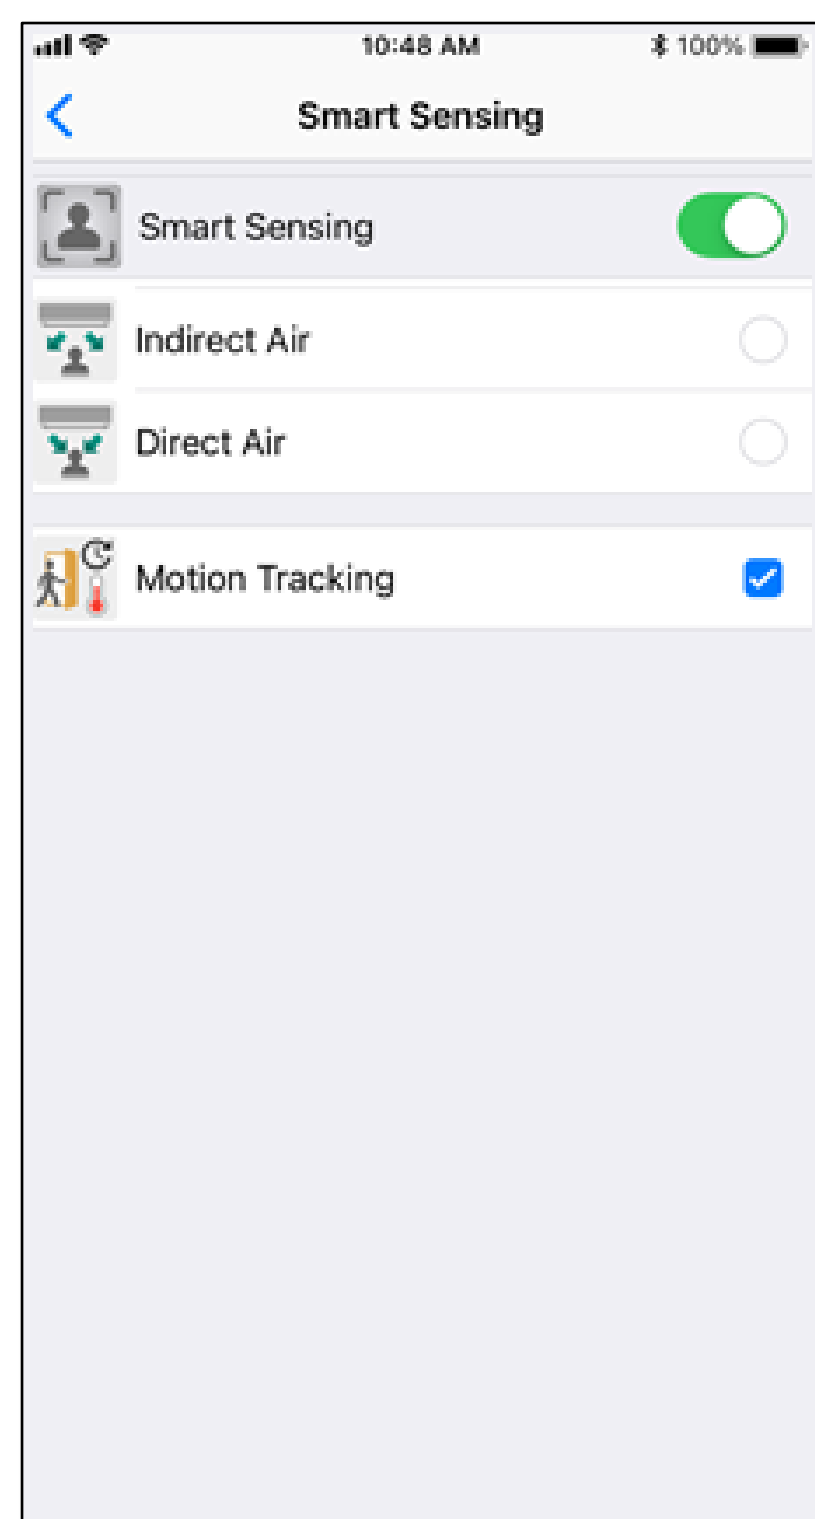 10:48 AM
100%
Smart Sensing
Smart Sensing
Indirect Air
Direct Air
Motion Tracking